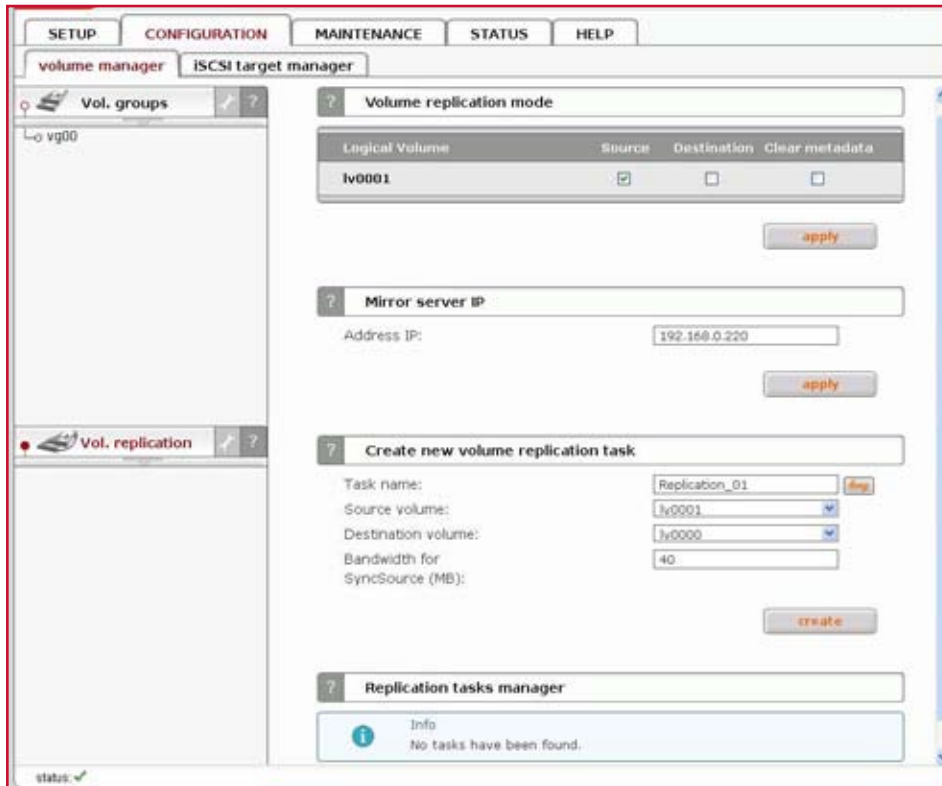 SETUP CONFIGURATION MAINTENANCE STATUS HELP
volume manager iSCSI target manager
Vol. groups ?
vg00
Vol. replication ?
? Volume replication mode
Logical Volume Source Destination Clear metadata
lv0001
apply
? Mirror server IP
Address IP: 192.168.0.220
apply
? Create new volume replication task
Task name: Replication_01
Source volume: lv0001
Destination volume: lv0000
Bandwidth for SyncSource (MB): 40
create
? Replication tasks manager
Info
No tasks have been found.
status: